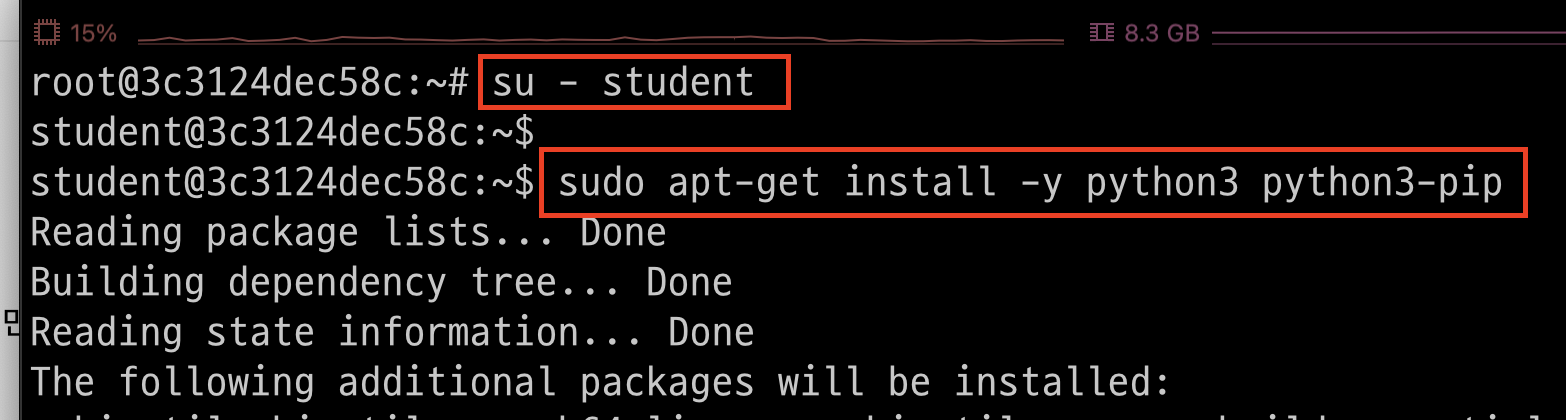 15% 8.3 GB
root@3c3124dec58c:~# su - student
student@3c3124dec58c:~$
student@3c3124dec58c:~$ sudo apt-get install -y python3 python3-pip
Reading package lists... Done
Building dependency tree... Done
Reading state information... Done
The following additional packages will be installed: